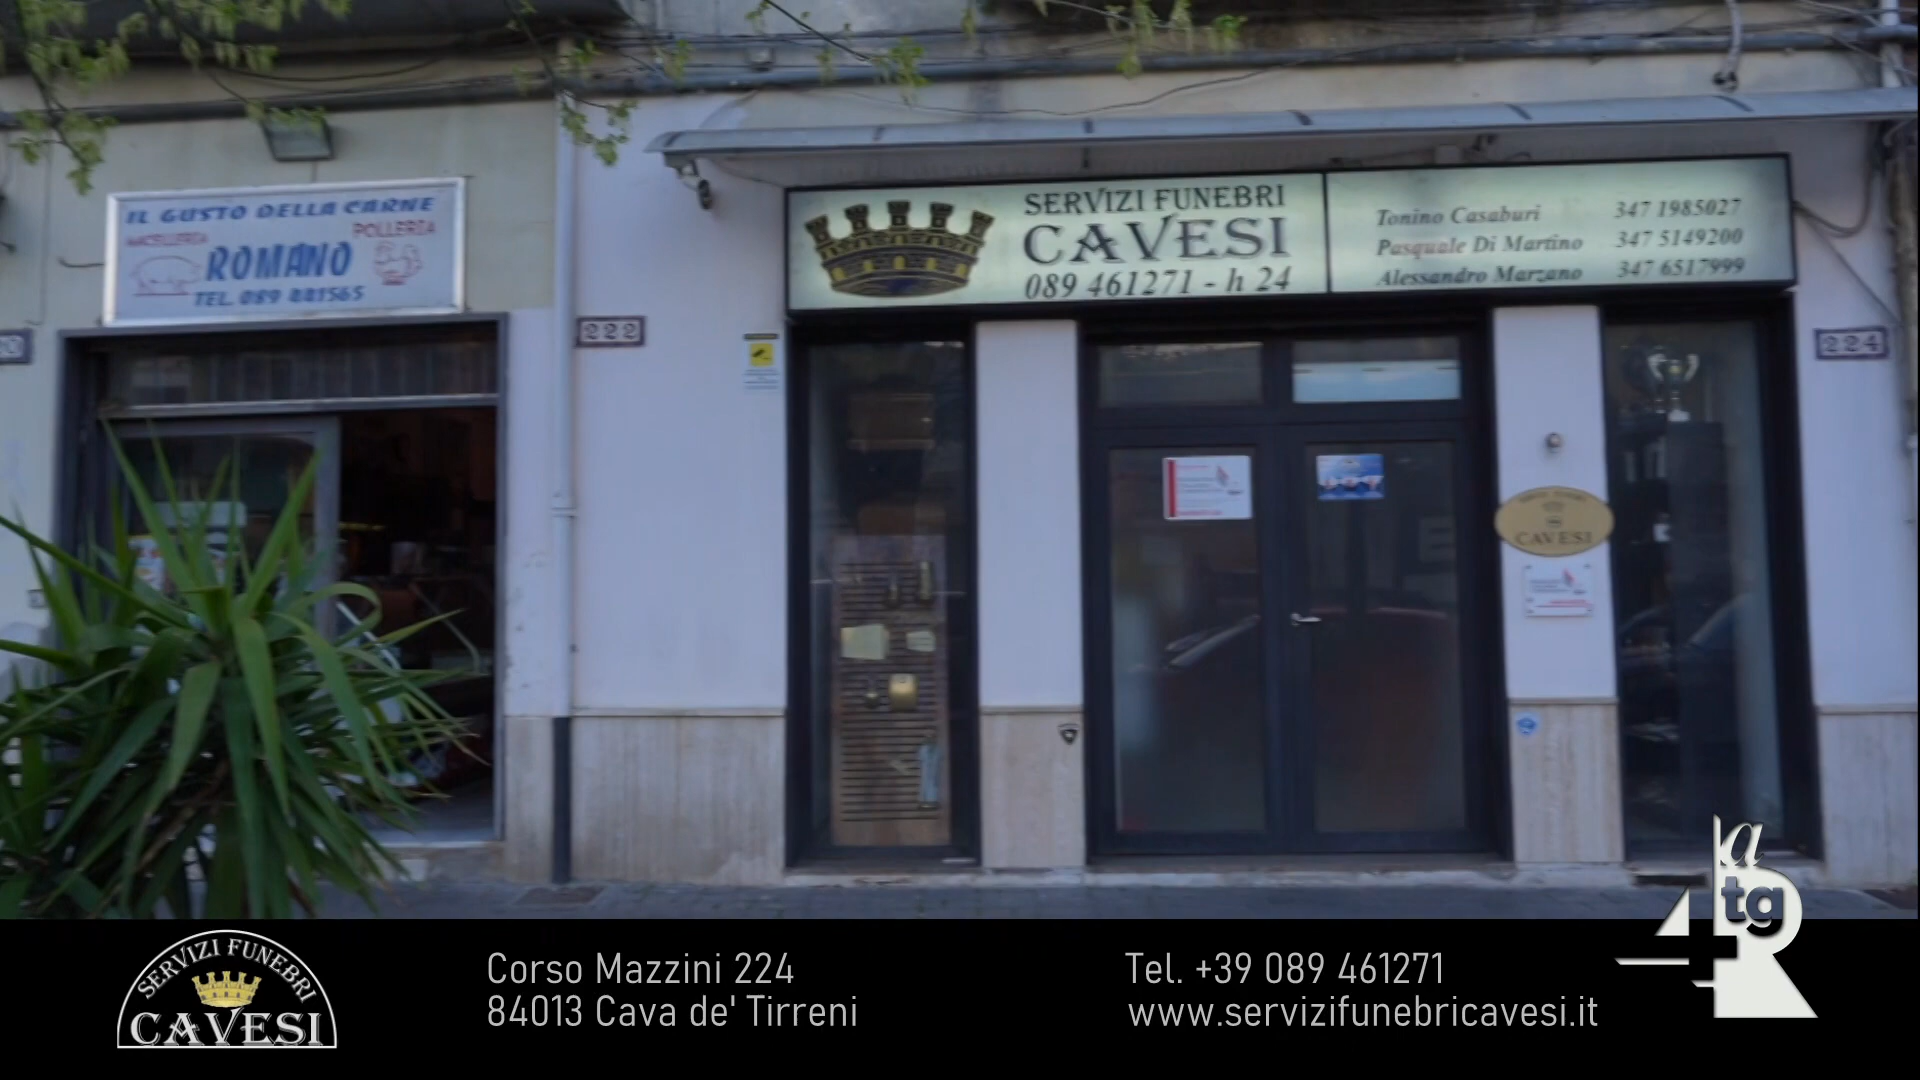 IL GUSTO DELLA CARNE
MACELLERIA
POLLERIA
ROMANO
TEL. 089 441565
222
SERVIZI FUNEBRI
CAVESI
089 461271 - h 24
Tonino Casaburi 347 1985027
Pasquale Di Martino 347 5149200
Alessandro Marzano 347 6517999
224
CAVESI
a
tg
4R
SERVIZI FUNEBRI
CAVESI
Corso Mazzini 224
84013 Cava de' Tirreni
Tel. +39 089 461271
www.servizifunebricavesi.it